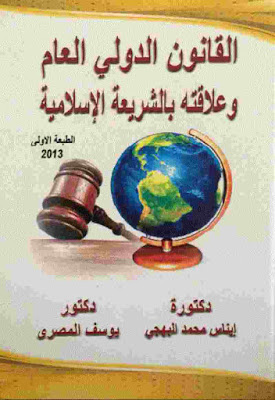 القانون الدولي العام
وعلاقته بالشريعة الإسلامية
الطبعة الاولى
2013
دكتورة
إيناس محمد البهجي
دكتور
يوسف المصرى